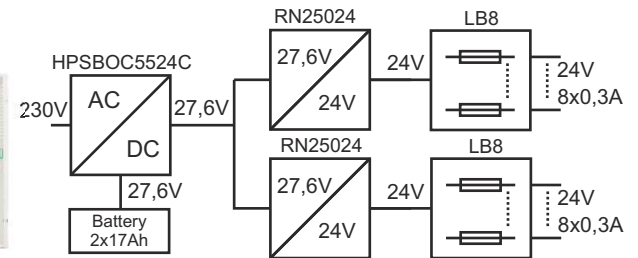 RN25024
LB8
HPSBOC5524C
27,6V
24V
24V
24V
8x0,3A
230V
AC
DC
27,6V
RN25024
LB8
27,6V
24V
24V
24V
8x0,3A
27,6V
Battery
2x17Ah